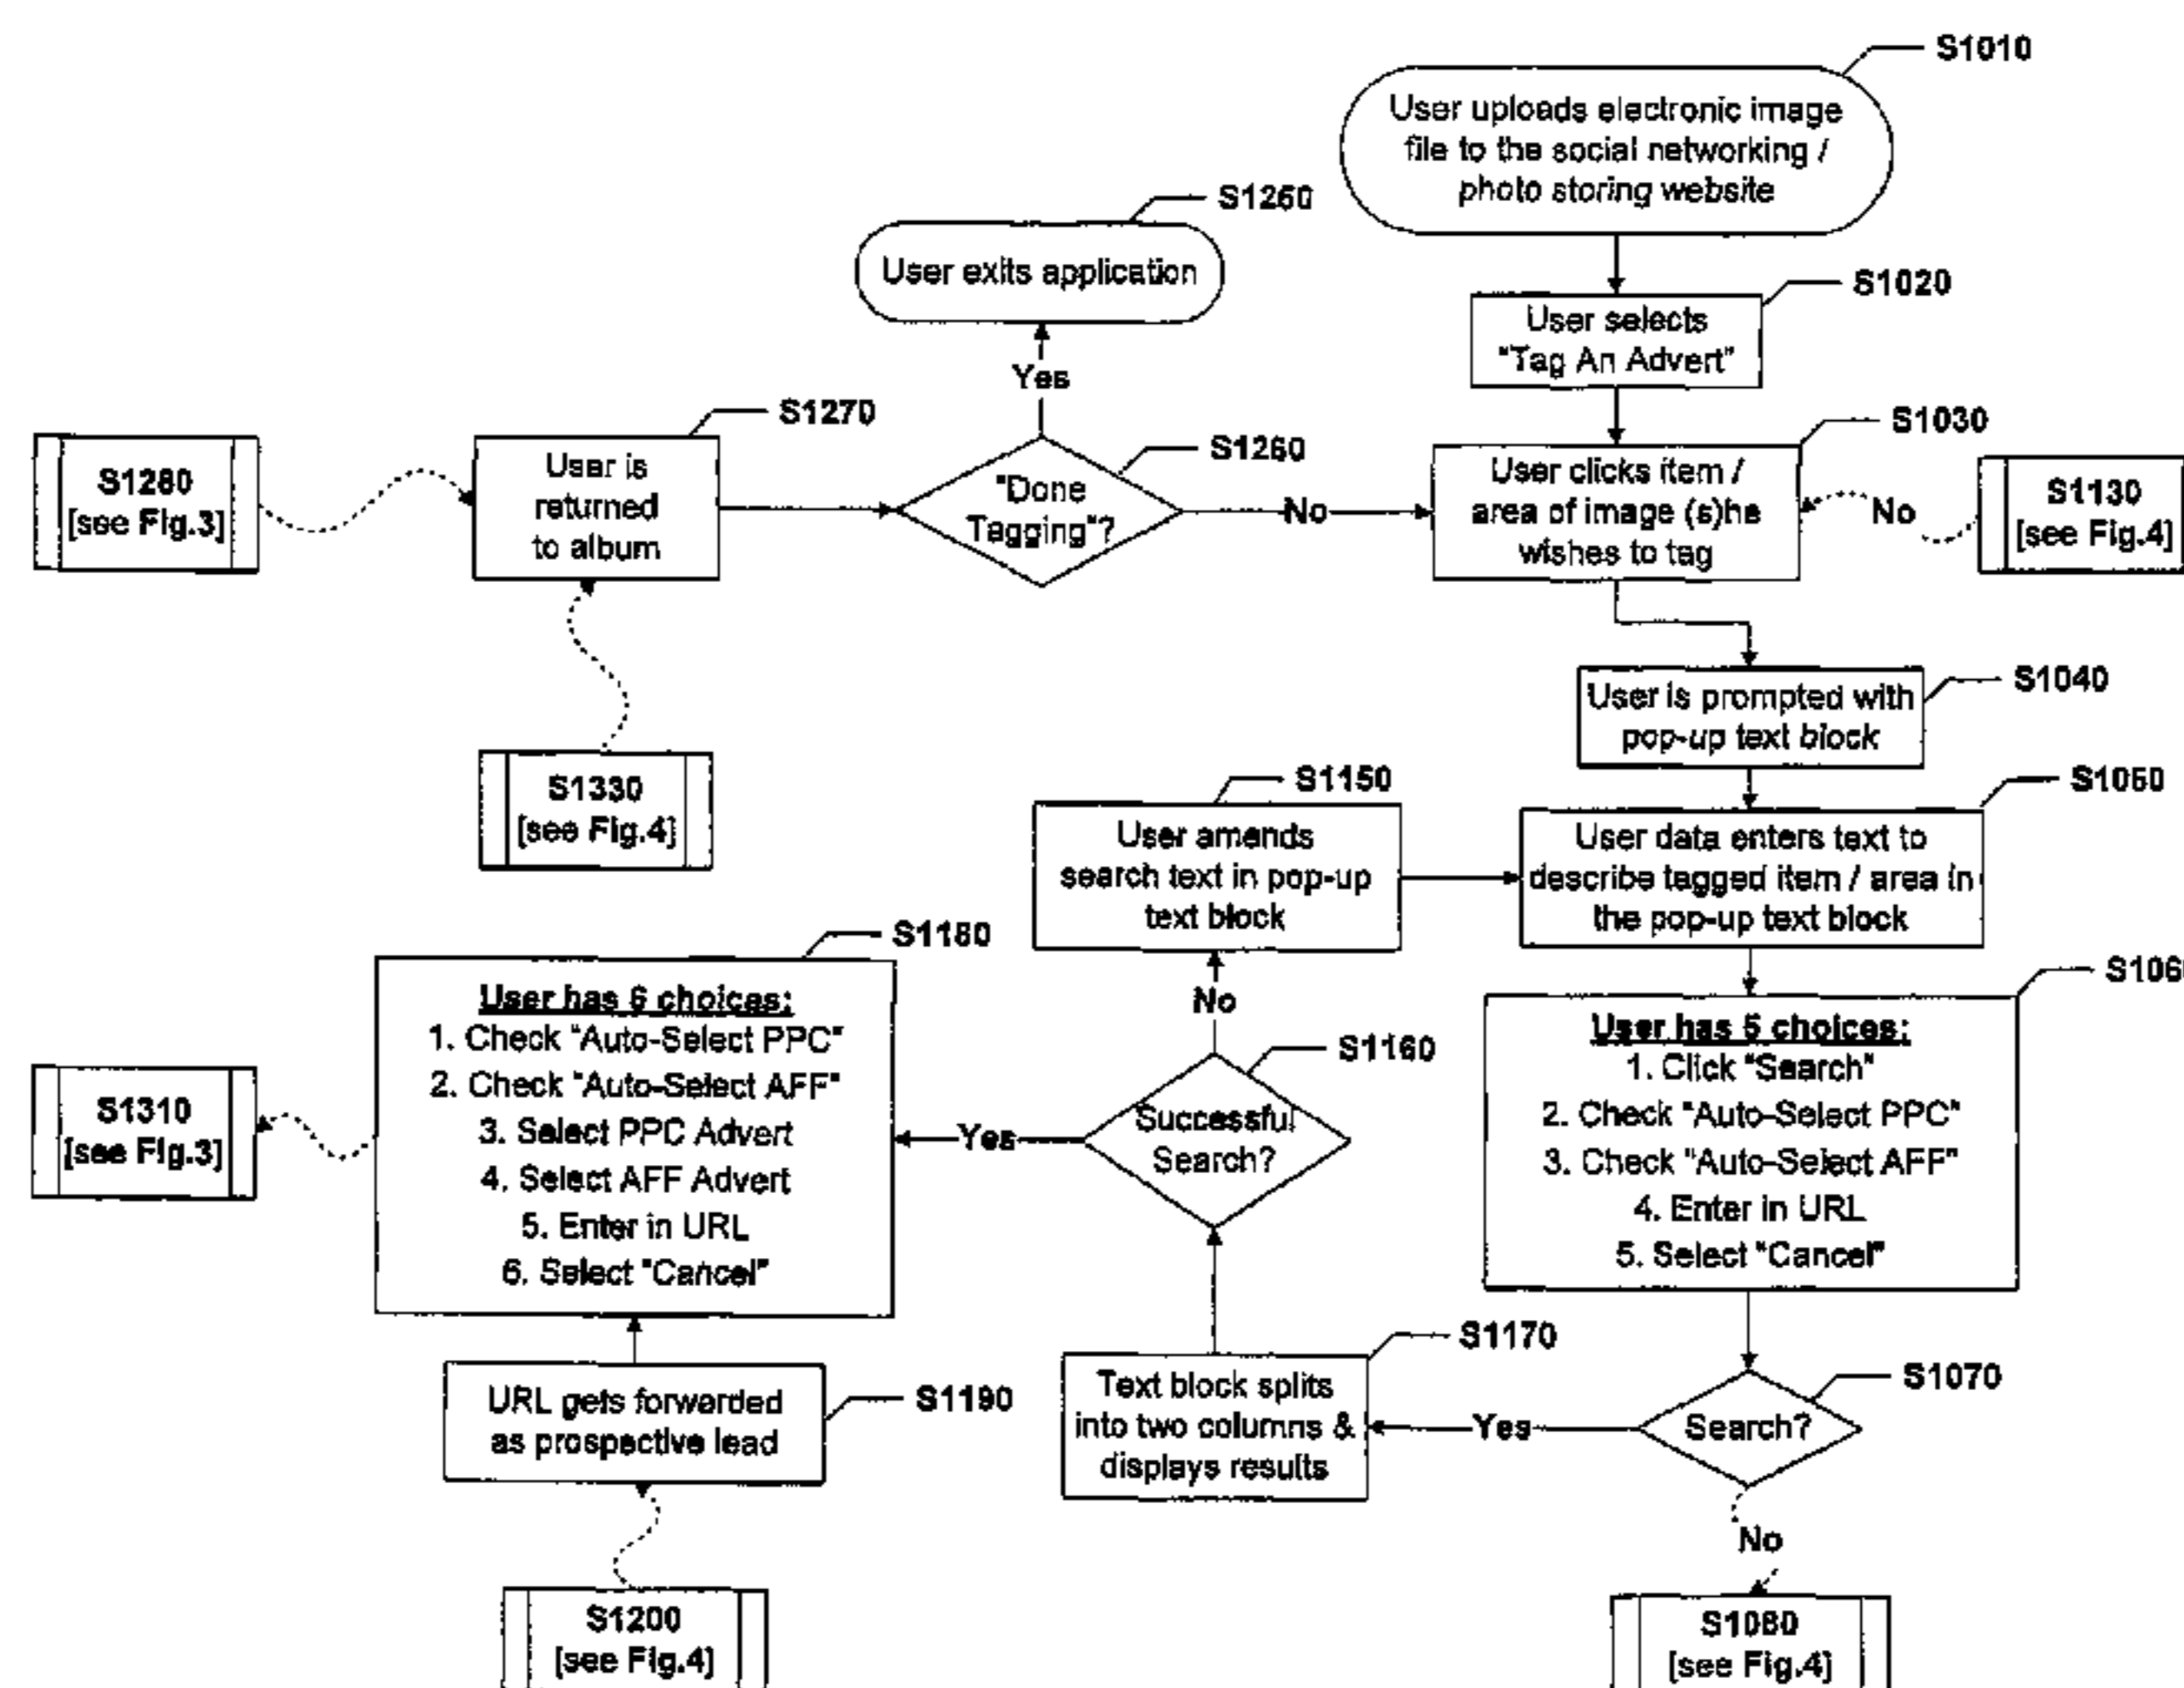 S1010
User uploads electronic image
file to the social networking /
photo storing website
S1250
User exits application
S1020
User selects
"Tag An Advert"
Yes
S1270
S1260
S1030
S1280
[see Fig.3]
User is
returned
to album
"Done
Tagging"?
No
User clicks item /
area of image (s)he
wishes to tag
No
S1130
[see Fig.4]
S1040
User is prompted with
pop-up text block
S1330
[see Fig.4]
S1150
User amends
search text in pop-up
text block
S1050
User data enters text to
describe tagged item / area in
the pop-up text block
S1180
User has 6 choices:
1. Check "Auto-Select PPC"
2. Check "Auto-Select AFF"
3. Select PPC Advert
4. Select AFF Advert
5. Enter in URL
6. Select "Cancel"
No
S106
User has 5 choices:
1. Click "Search"
2. Check "Auto-Select PPC"
3. Check "Auto-Select AFF"
4. Enter in URL
5. Select "Cancel"
S1160
Successful
Search?
Yes
S1310
[see Fig.3]
S1170
Text block splits
into two columns &
displays results
Yes
S1070
Search?
No
S1190
URL gets forwarded
as prospective lead
S1200
[see Fig.4]
S1080
[see Fig.4]